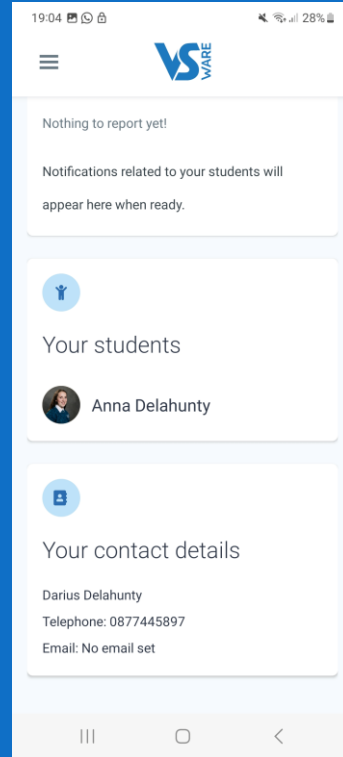 19:04 28%
VS
WARE
Nothing to report yet!
Notifications related to your students will
appear here when ready.
Your students
Anna Delahunty
Your contact details
Darius Delahunty
Telephone: 0877445897
Email: No email set